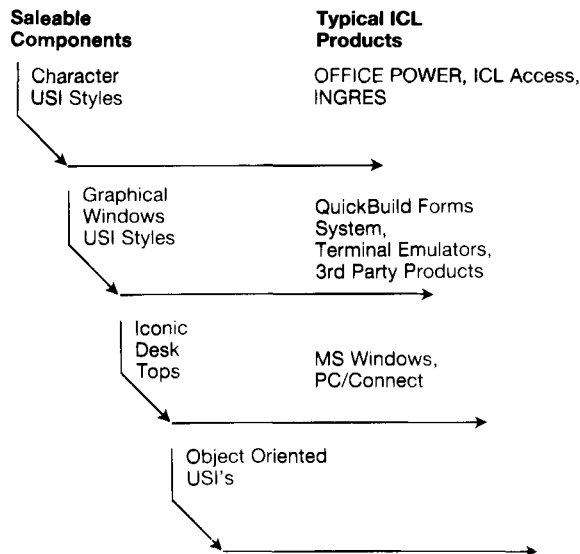 Saleable Components
Typical ICL Products
Character
USI Styles
OFFICE POWER, ICL Access,
INGRES
Graphical
Windows
USI Styles
QuickBuild Forms
System,
Terminal Emulators,
3rd Party Products
Iconic
Desk
Tops
MS Windows,
PC/Connect
Object Oriented
USI's